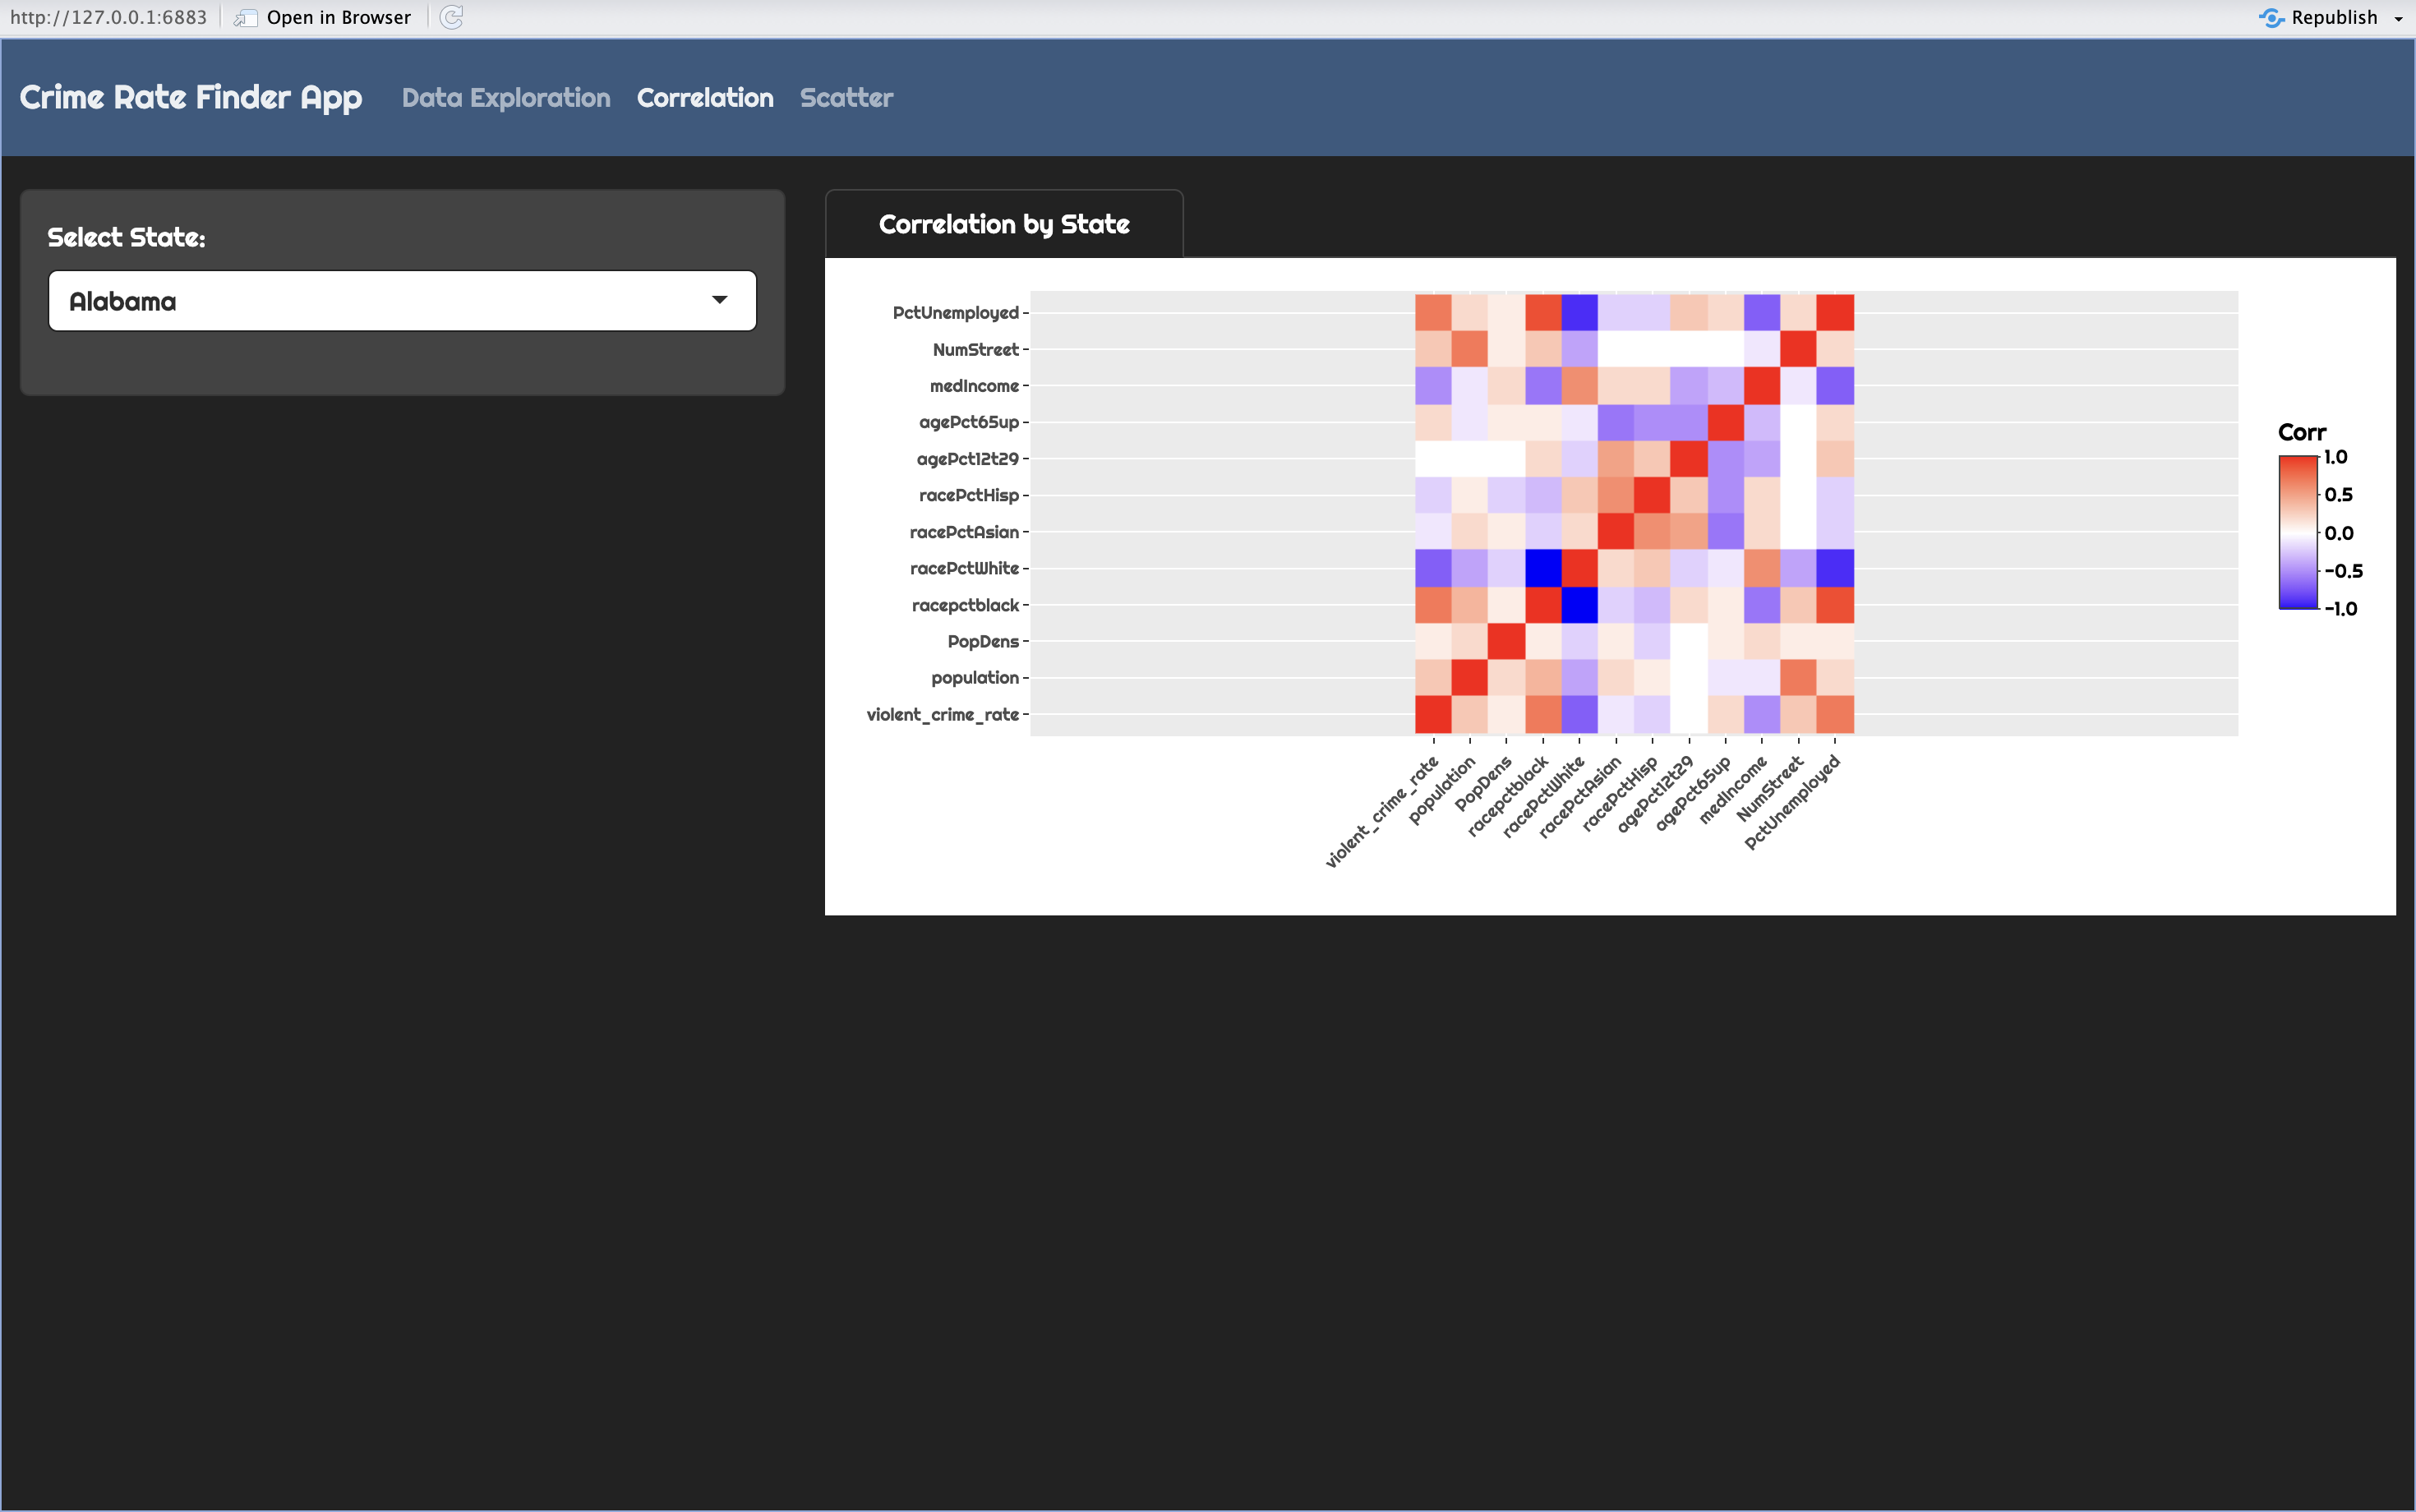 http://127.0.0.1:6883 Open in Browser Republish
Crime Rate Finder App Data Exploration Correlation Scatter
Select State:
Alabama
Correlation by State
PctUnemployed
NumStreet
medIncome
agePct65up
agePct12t29
racePctHisp
racePctAsian
racePctWhite
racepctblack
PopDens
population
violent_crime_rate
violent_crime_rate
population
PopDens
racepctblack
racePctWhite
racePctAsian
racePctHisp
agePct12t29
agePct65up
medIncome
NumStreet
PctUnemployed
Corr
1.0
0.5
0.0
-0.5
-1.0